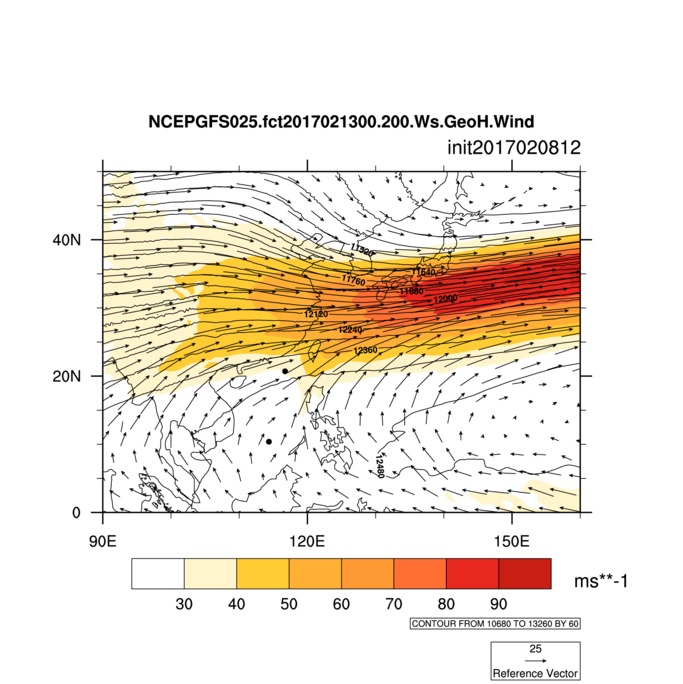 NCEPGFS025.fct2017021300.200.Ws.GeoH.Wind
init2017020812
40N
20N
0
11520
11760
11640
11880
12000
12120
12240
12360
12480
90E 120E 150E
ms**-1
30 40 50 60 70 80 90
CONTOUR FROM 10680 TO 13260 BY 60
25
Reference Vector